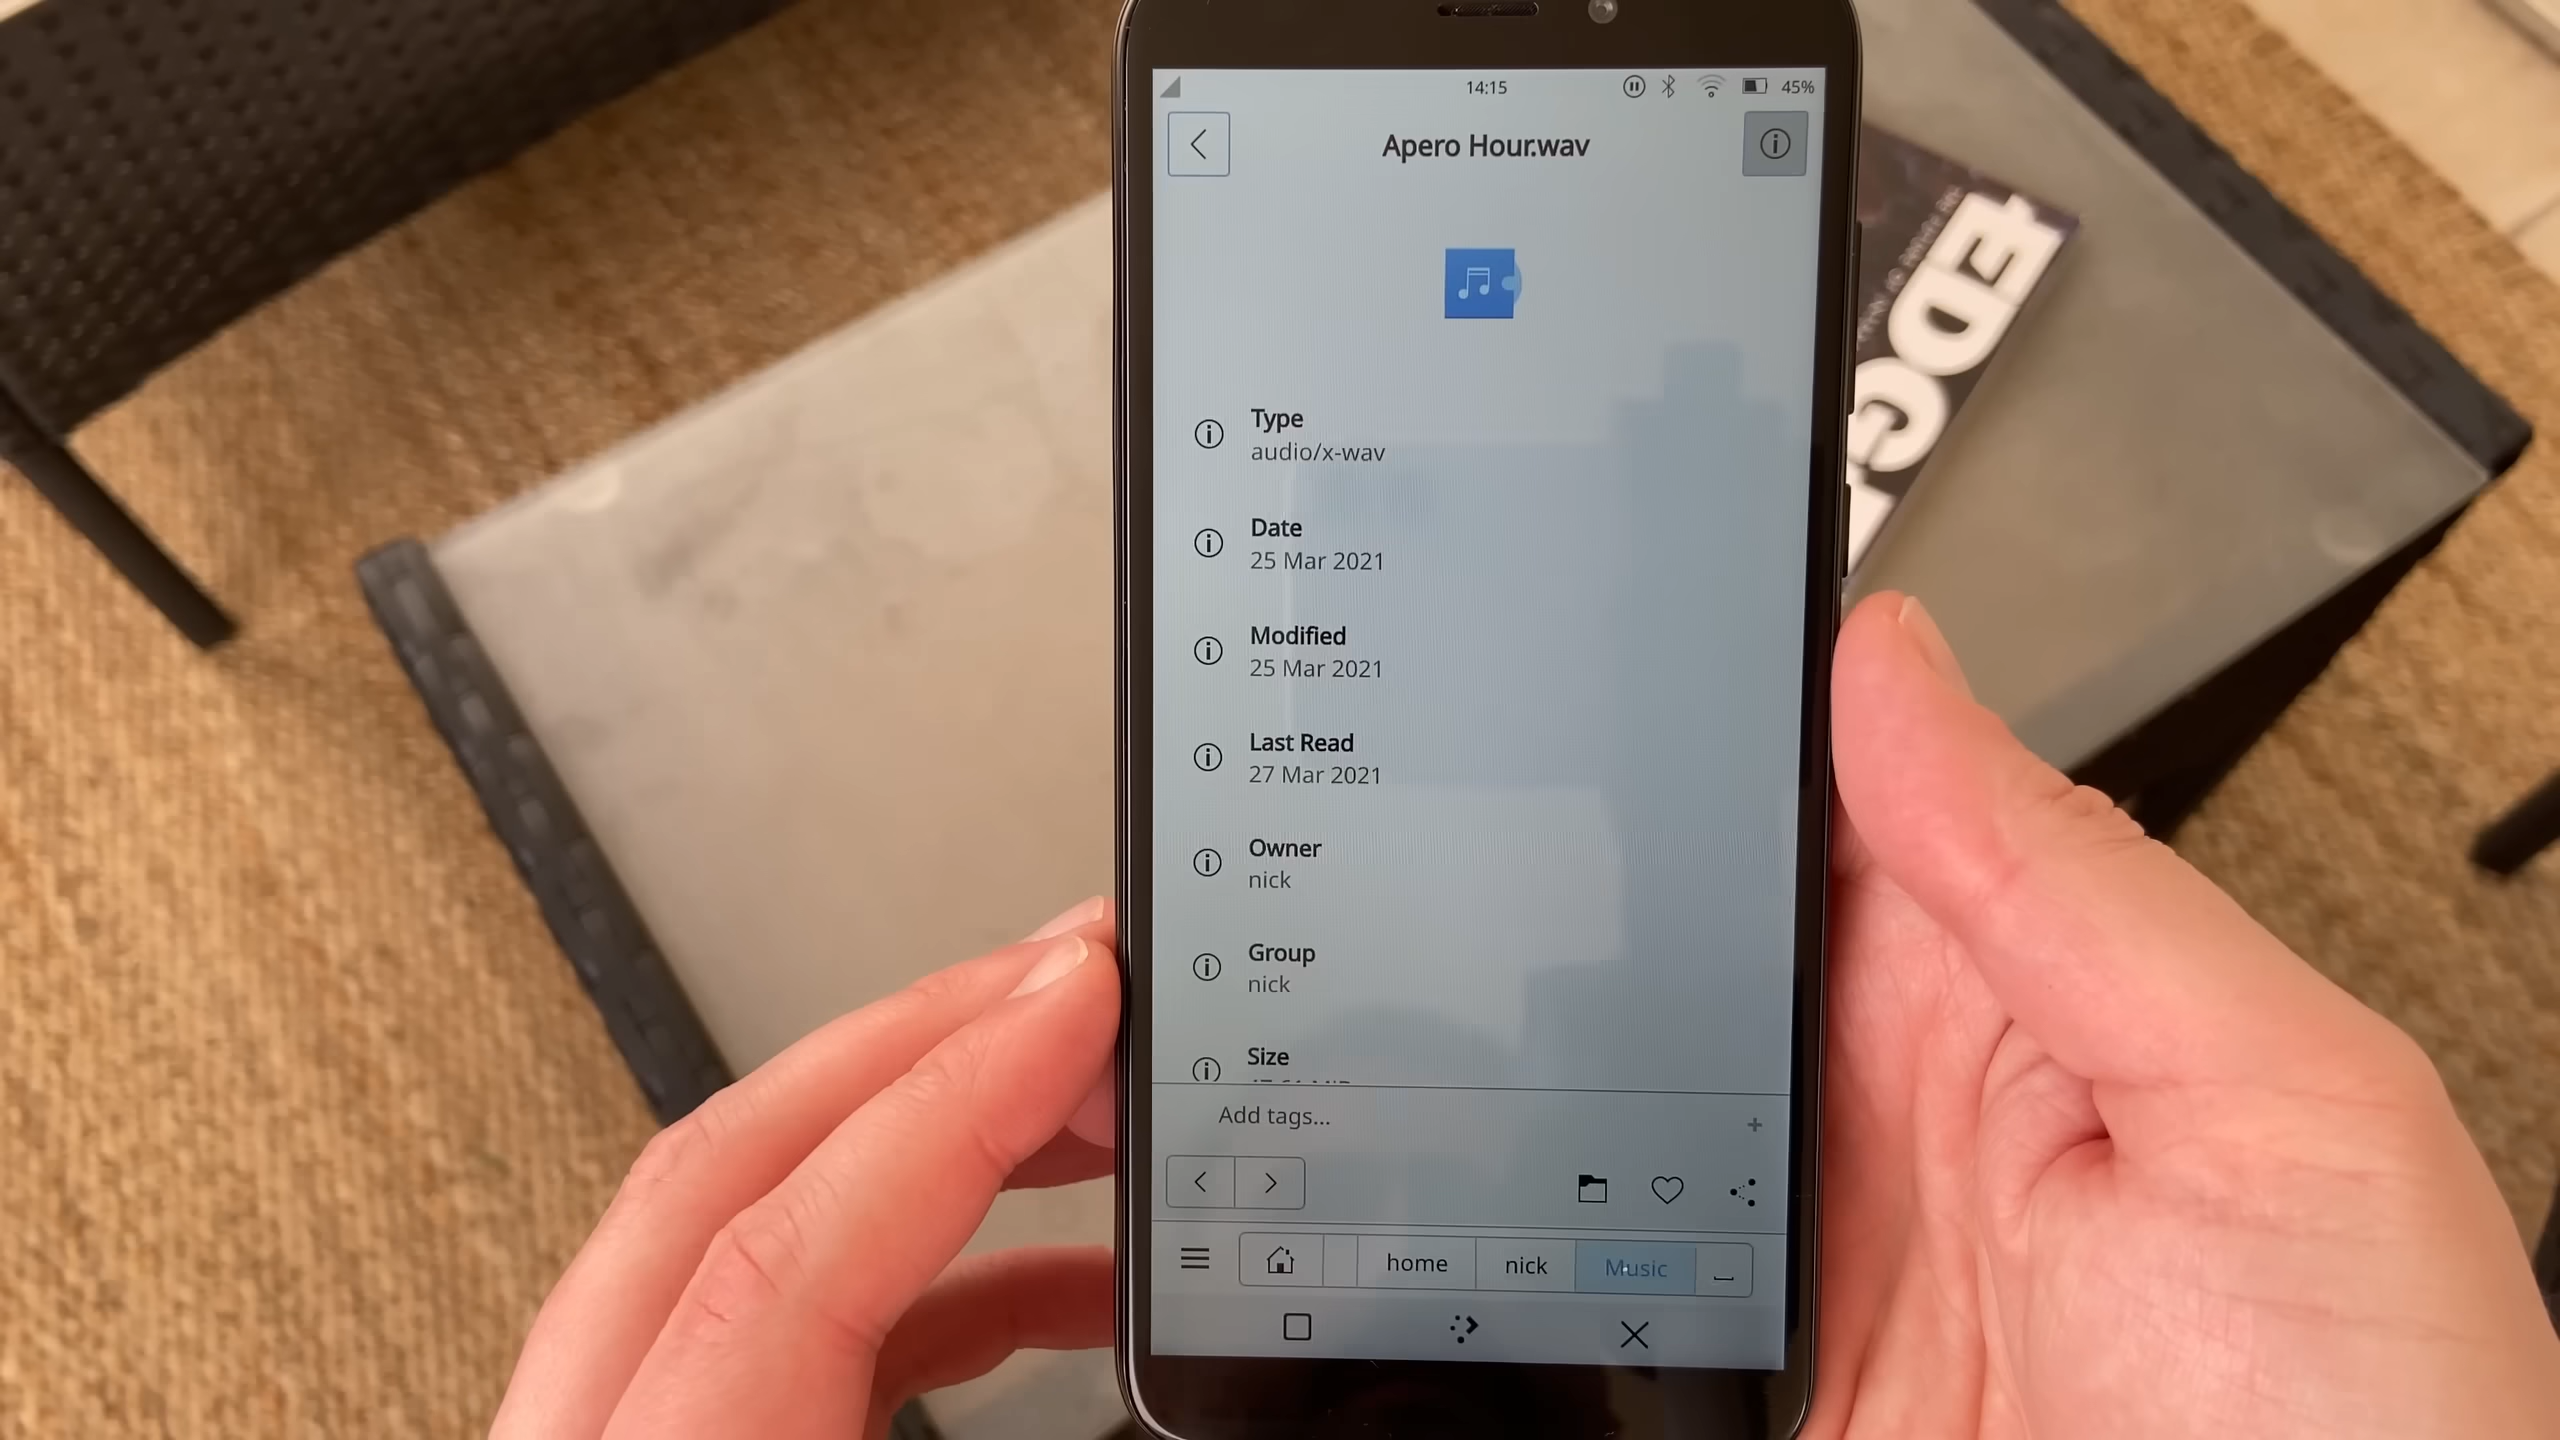 14:15
45%
Apero Hour.wav
Type
audio/x-wav
Date
25 Mar 2021
Modified
25 Mar 2021
Last Read
27 Mar 2021
Owner
nick
Group
nick
Size
Add tags...
home
nick
Music